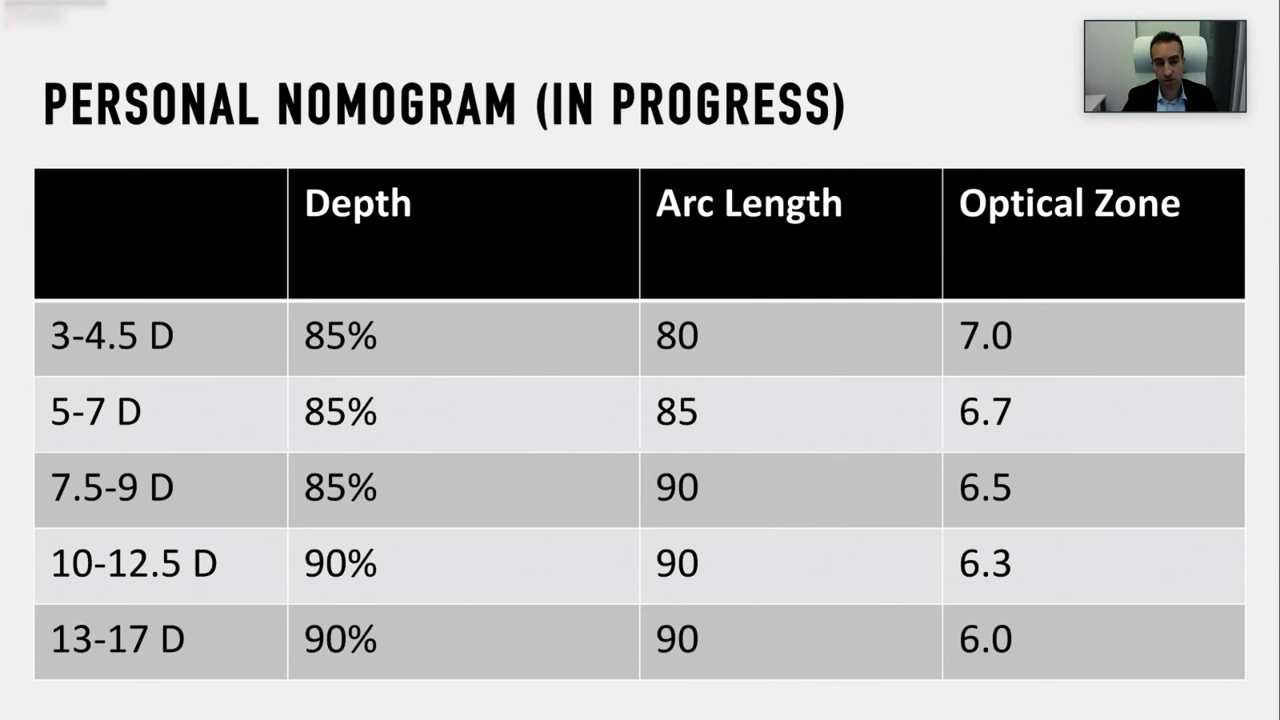 PERSONAL NOMOGRAM (IN PROGRESS)
Depth Arc Length Optical Zone
3-4.5 D 85% 80 7.0
5-7 D 85% 85 6.7
7.5-9 D 85% 90 6.5
10-12.5 D 90% 90 6.3
13-17 D 90% 90 6.0